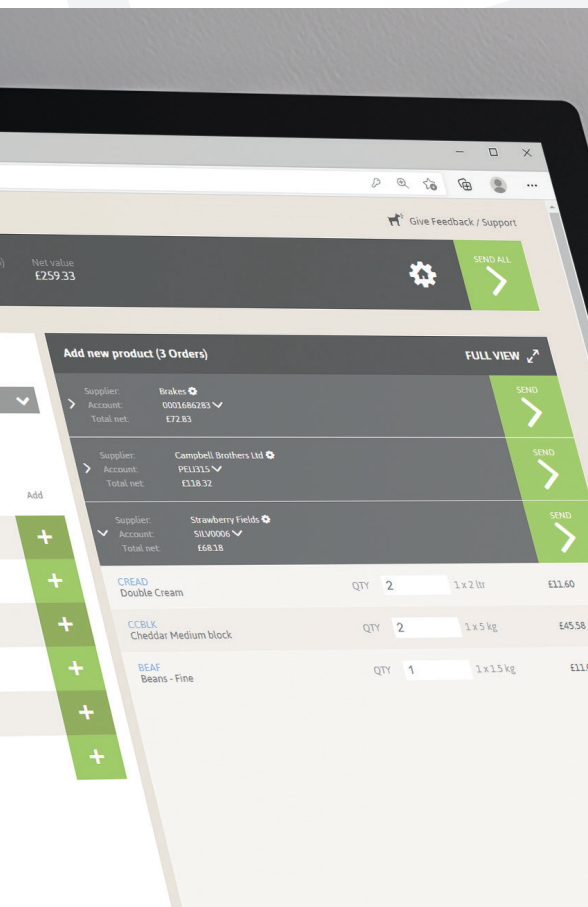 Give Feedback / Support
Net value
£259.33
SEND ALL
Add new product (3 Orders)
FULL VIEW
Supplier: Brakes
Account: 0001686283
Total net: £72.83
SEND
Supplier: Campbell Brothers Ltd
Account: PELI315
Total net: £118.32
SEND
Supplier: Strawberry Fields
Account: SILV0006
Total net: £68.18
SEND
Add
CREAD
Double Cream
QTY 2 1 x 2 ltr £11.60
CCBLK
Cheddar Medium block
QTY 2 1 x 5 kg £45.58
BEAF
Beans - Fine
QTY 1 1 x 1.5 kg